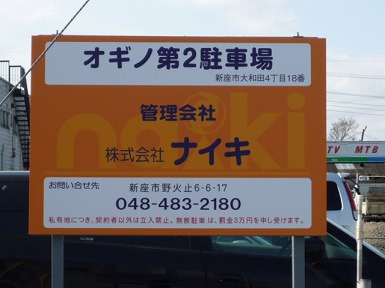 オギノ第2駐車場
新座市大和田4丁目18番
naiki
管理会社
株式会社 ナイキ
お問い合せ先
新座市野火止6-6-17
048-483-2180
私有地につき、契約者以外は立入禁止。無断駐車は、罰金3万円を申し受けます。
TV MTB